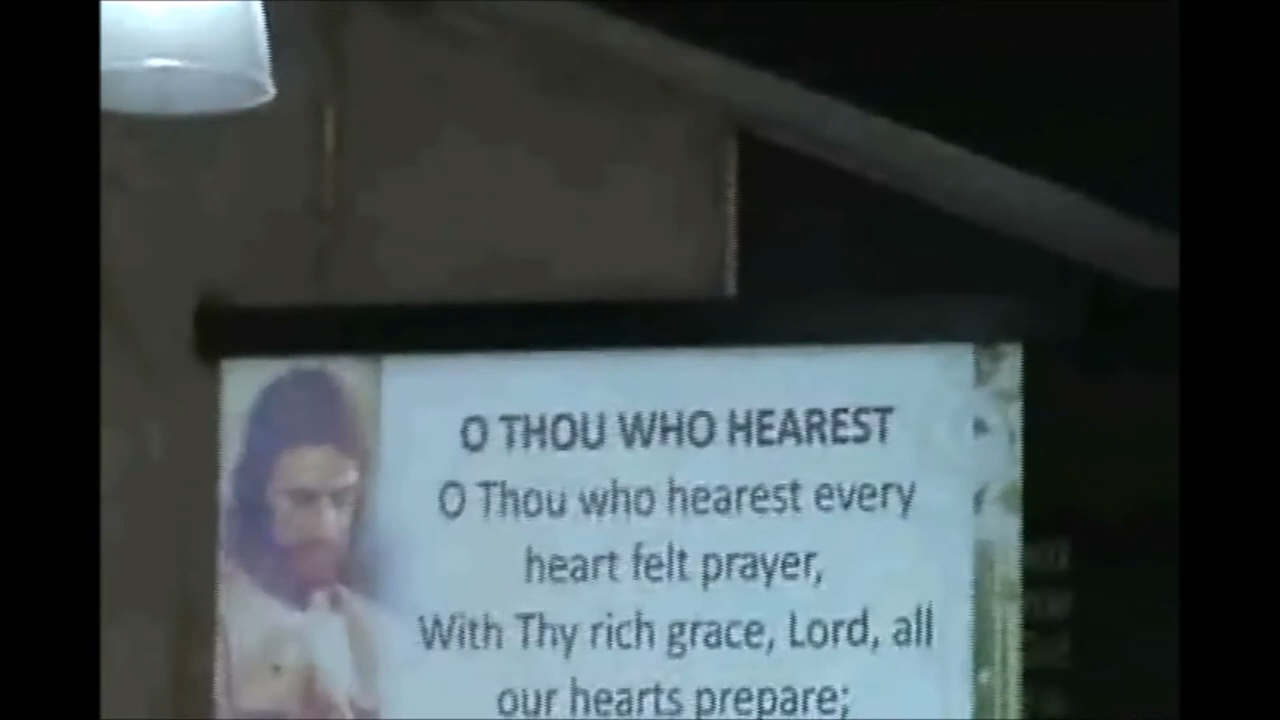 O THOU WHO HEAREST
O Thou who hearest every
heart felt prayer,
With Thy rich grace, Lord, all
our hearts prepare;